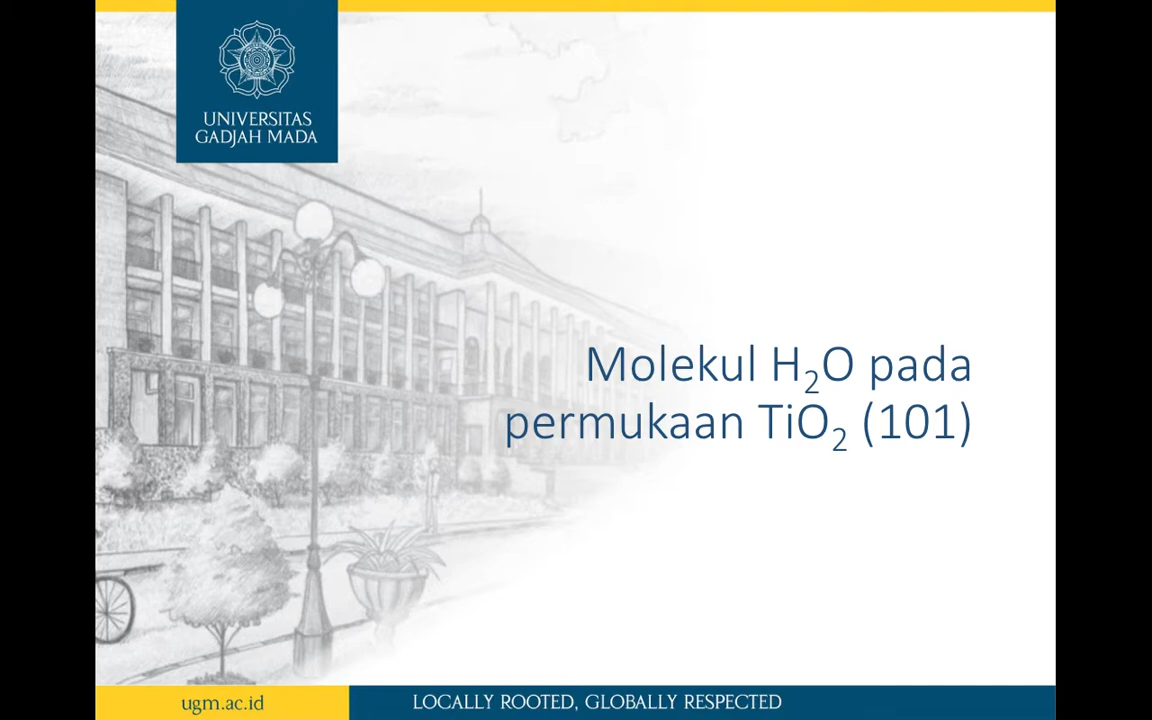 UNIVERSITAS
GADJAH MADA
Molekul H₂O pada
permukaan TiO₂ (101)
ugm.ac.id
LOCALLY ROOTED, GLOBALLY RESPECTED